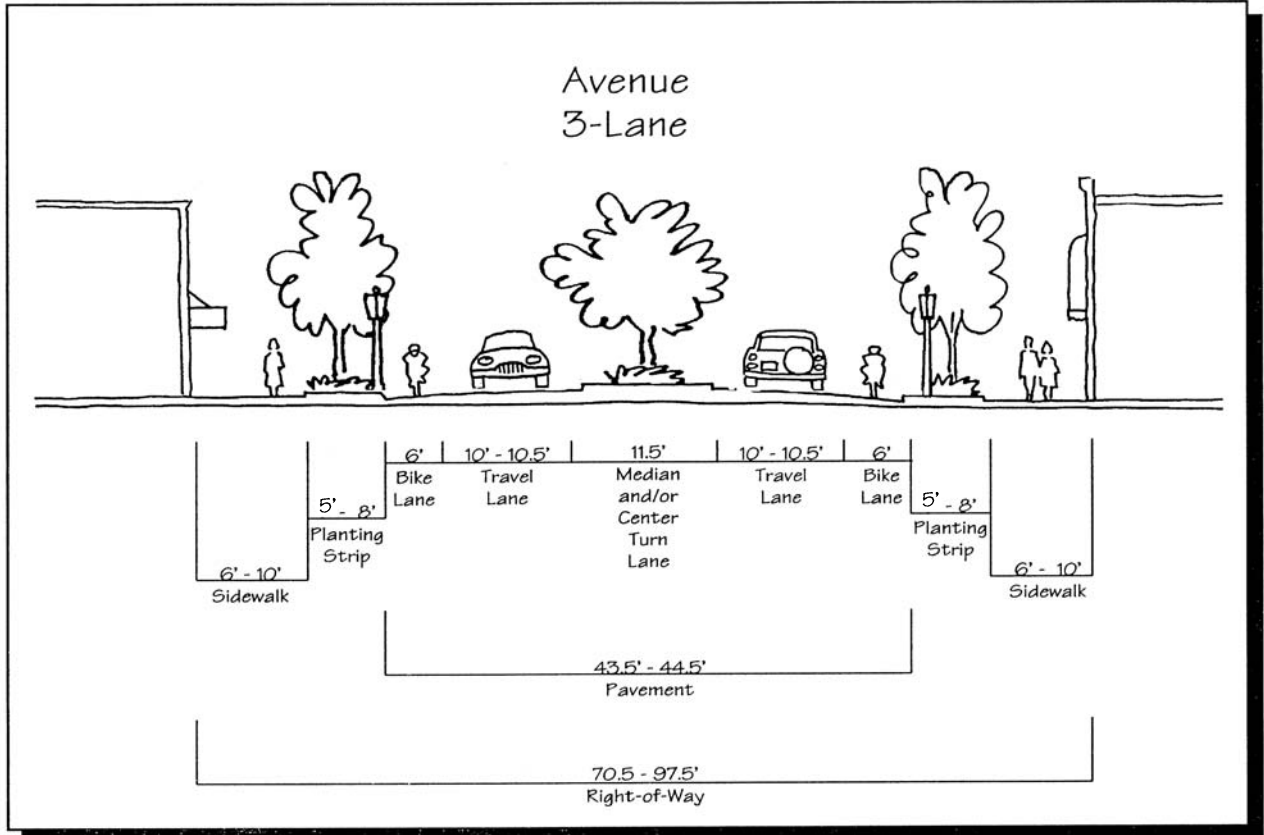 Avenue
3-Lane
6'
Bike
Lane
10' - 10.5'
Travel
Lane
11.5'
Median
and/or
Center
Turn
Lane
10' - 10.5'
Travel
Lane
6'
Bike
Lane
5' - 8'
Planting
Strip
5' - 8'
Planting
Strip
6' - 10'
Sidewalk
6' - 10'
Sidewalk
43.5' - 44.5'
Pavement
70.5 - 97.5'
Right-of-Way